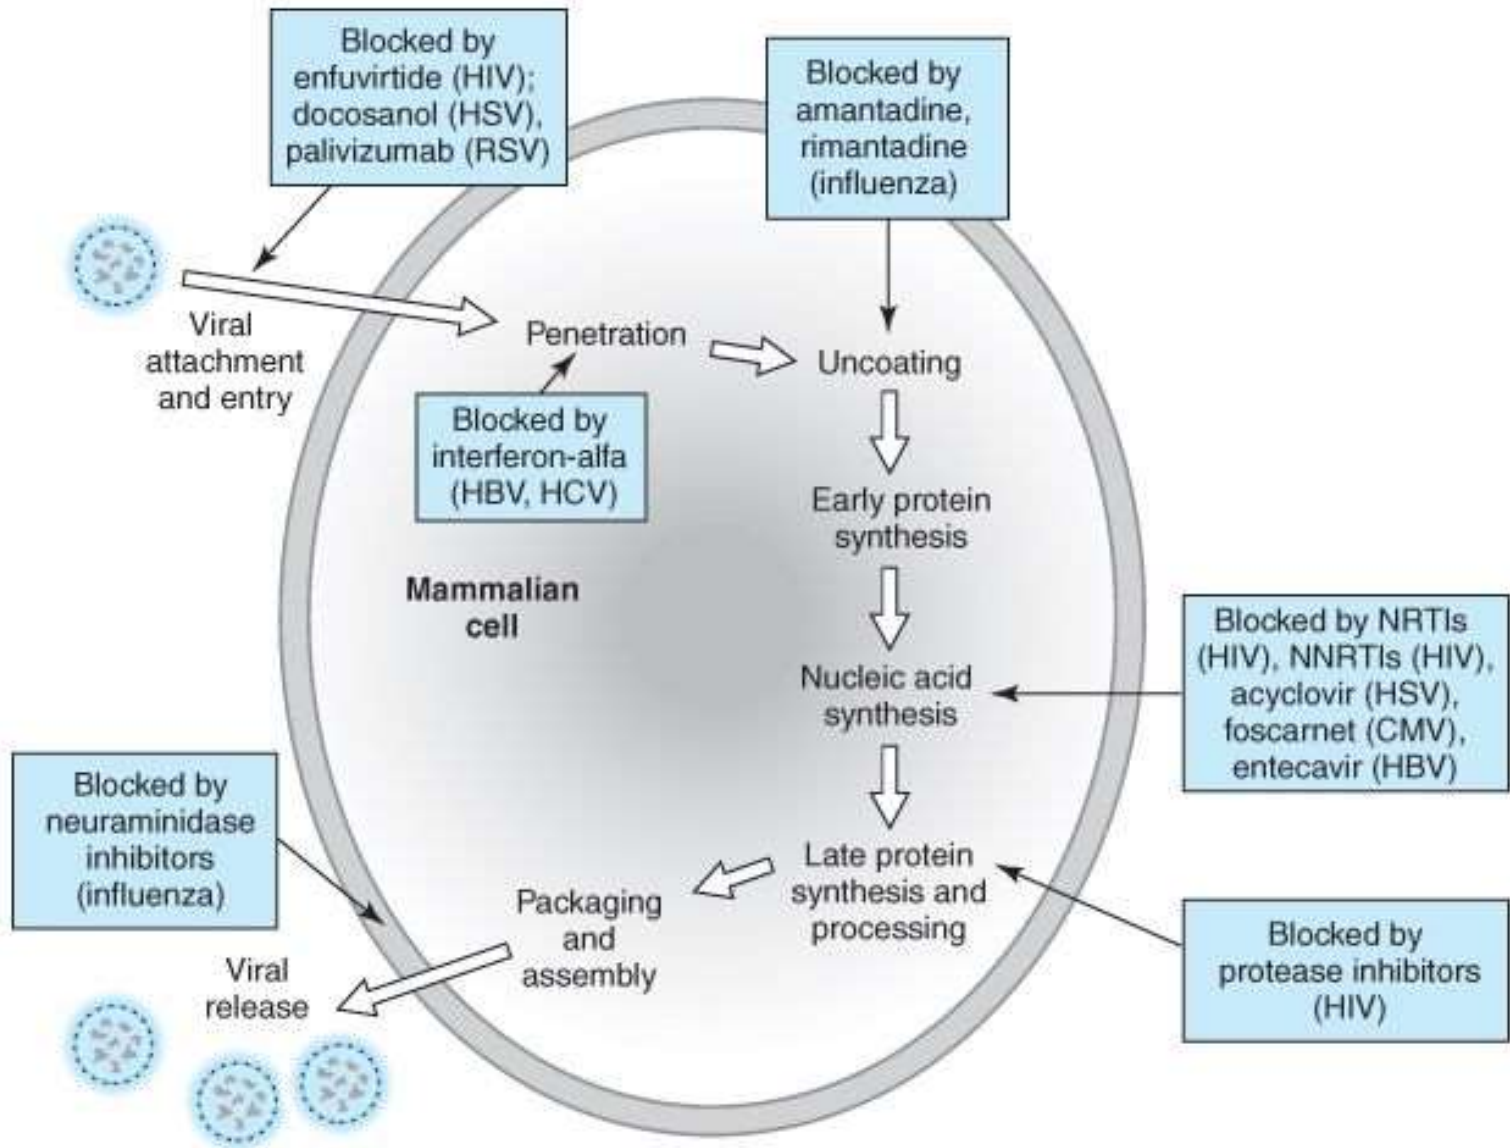 Blocked by
enfuvirtide (HIV);
docosanol (HSV),
palivizumab (RSV)
Blocked by
amantadine,
rimantadine
(influenza)
Viral
attachment
and entry
Penetration
Uncoating
Blocked by
interferon-alfa
(HBV, HCV)
Early protein
synthesis
Mammalian
cell
Nucleic acid
synthesis
Blocked by NRTIs
(HIV), NNRTIs (HIV),
acyclovir (HSV),
foscarnet (CMV),
entecavir (HBV)
Late protein
synthesis and
processing
Blocked by
protease inhibitors
(HIV)
Packaging
and
assembly
Blocked by
neuraminidase
inhibitors
(influenza)
Viral
release